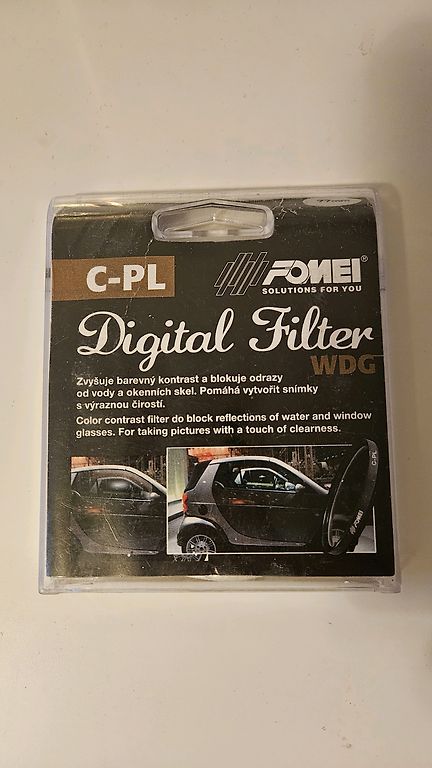 C-PL
FOMEI®
SOLUTIONS FOR YOU
Digital Filter
WDG
Zvyšuje barevný kontrast a blokuje odrazy
od vody a okenních skel. Pomáhá vytvořit snímky
s výraznou čirostí.
Color contrast filter do block reflections of water and window
glasses. For taking pictures with a touch of clearness.
C-PL
FOMEI